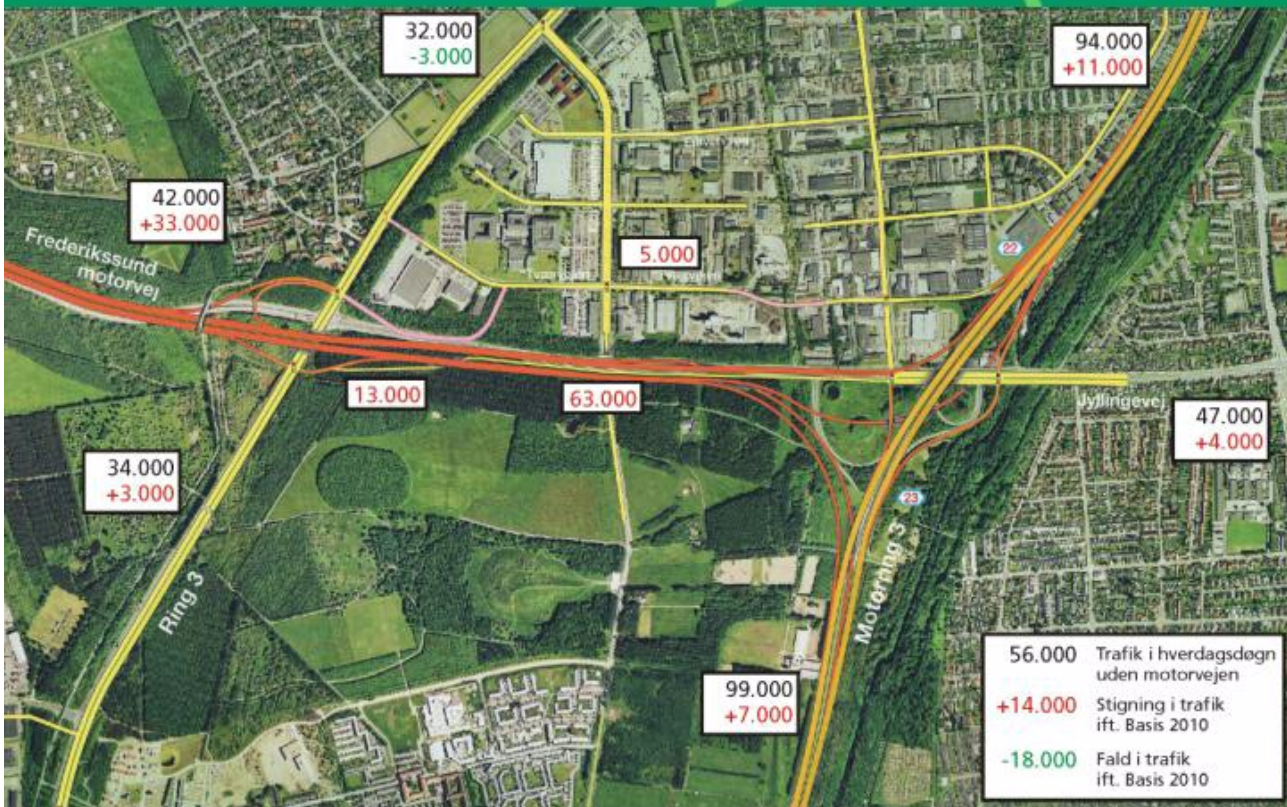 32.000
-3.000
94.000
+11.000
42.000
+33.000
Frederikssund
motorvej
5.000
22
13.000
63.000
Jyllingevej
47.000
+4.000
34.000
+3.000
23
Ring 3
Motorring 3
99.000
+7.000
56.000 Trafik i hverdagsdøgn
uden motorvejen
+14.000 Stigning i trafik
ift. Basis 2010
-18.000 Fald i trafik
ift. Basis 2010